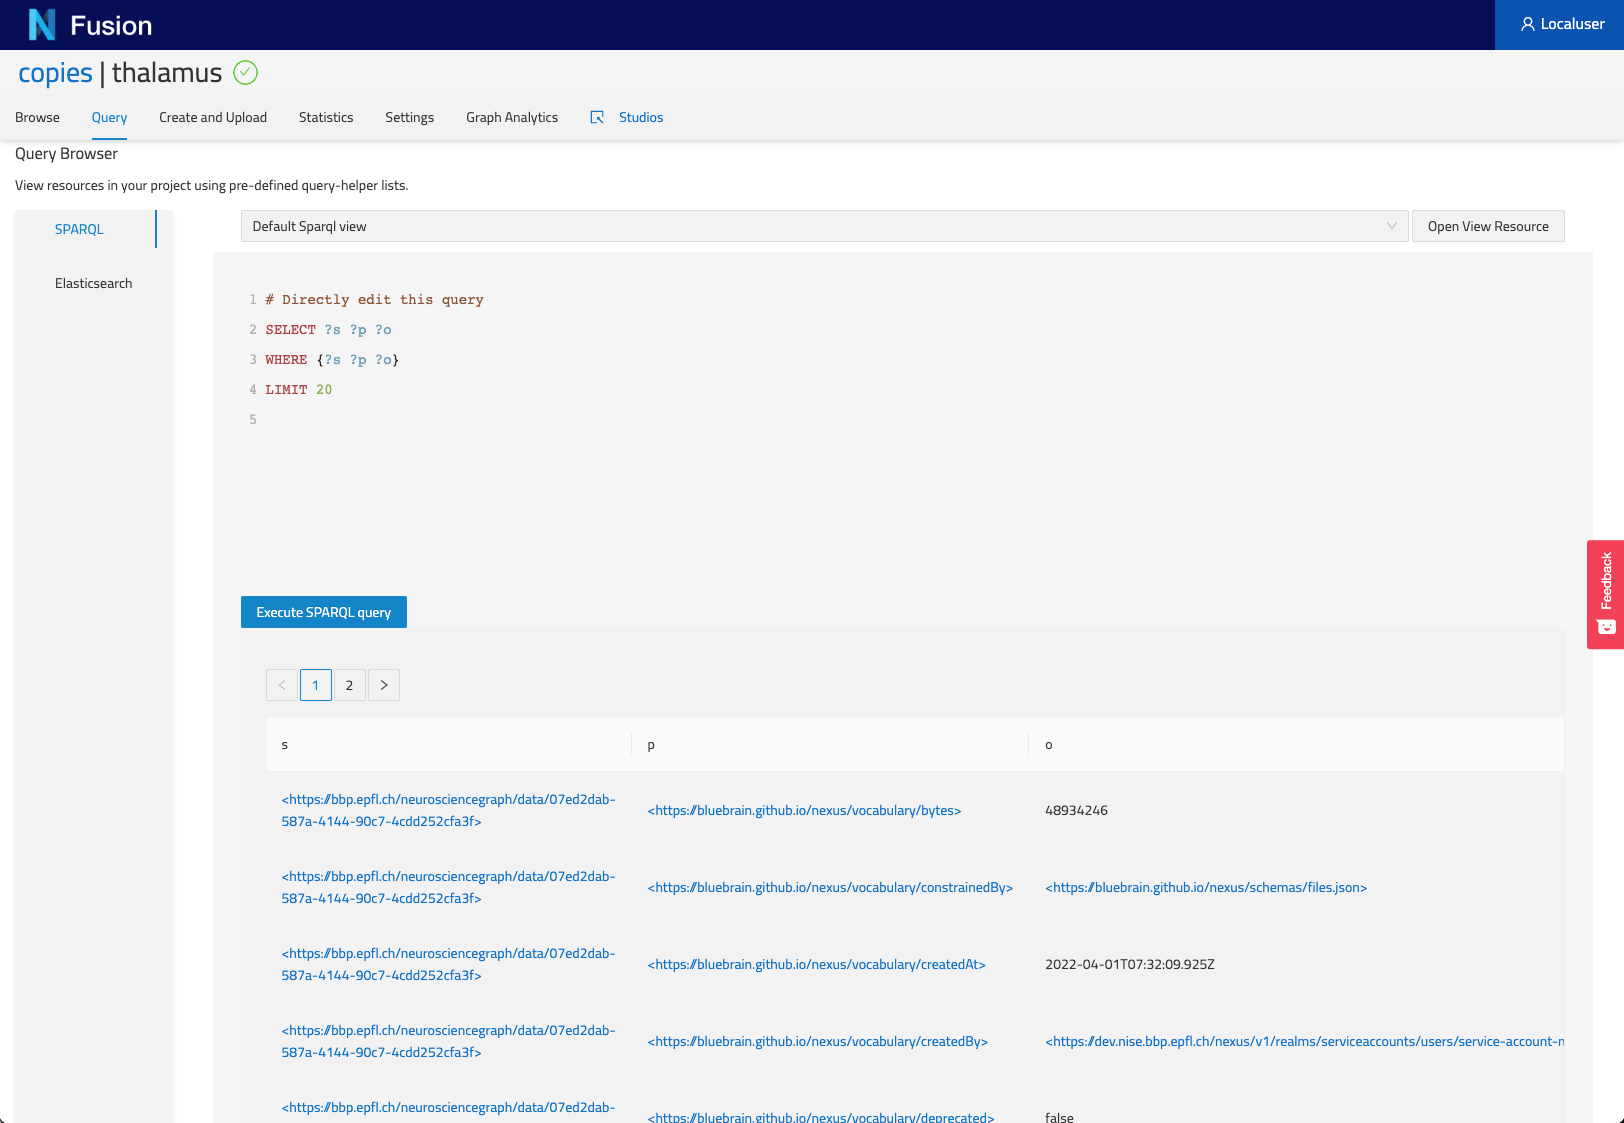 Fusion
Localuser
copies | thalamus
Browse
Query
Create and Upload
Statistics
Settings
Graph Analytics
Studios
Query Browser
View resources in your project using pre-defined query-helper lists.
SPARQL
Elasticsearch
Default Sparql view
Open View Resource
1 # Directly edit this query
2 SELECT ?s ?p ?o
3 WHERE {?s ?p ?o}
4 LIMIT 20
5
Feedback
Execute SPARQL query
< 1 2 >
s
p
o
<https://bbp.epfl.ch/neurosciencegraph/data/07ed2dab-
587a-4144-90c7-4cdd252cfa3f>
<https://bluebrain.github.io/nexus/vocabulary/bytes>
48934246
<https://bbp.epfl.ch/neurosciencegraph/data/07ed2dab-
587a-4144-90c7-4cdd252cfa3f>
<https://bluebrain.github.io/nexus/vocabulary/constrainedBy>
<https://bluebrain.github.io/nexus/schemas/files.json>
<https://bbp.epfl.ch/neurosciencegraph/data/07ed2dab-
587a-4144-90c7-4cdd252cfa3f>
<https://bluebrain.github.io/nexus/vocabulary/createdAt>
2022-04-01T07:32:09.925Z
<https://bbp.epfl.ch/neurosciencegraph/data/07ed2dab-
587a-4144-90c7-4cdd252cfa3f>
<https://bluebrain.github.io/nexus/vocabulary/createdBy>
<https://dev.nise.bbp.epfl.ch/nexus/v1/realms/serviceaccounts/users/service-account-n
<https://bbp.epfl.ch/neurosciencegraph/data/07ed2dab-
<https://bluebrain.github.io/nexus/vocabulary/deprecated>
false